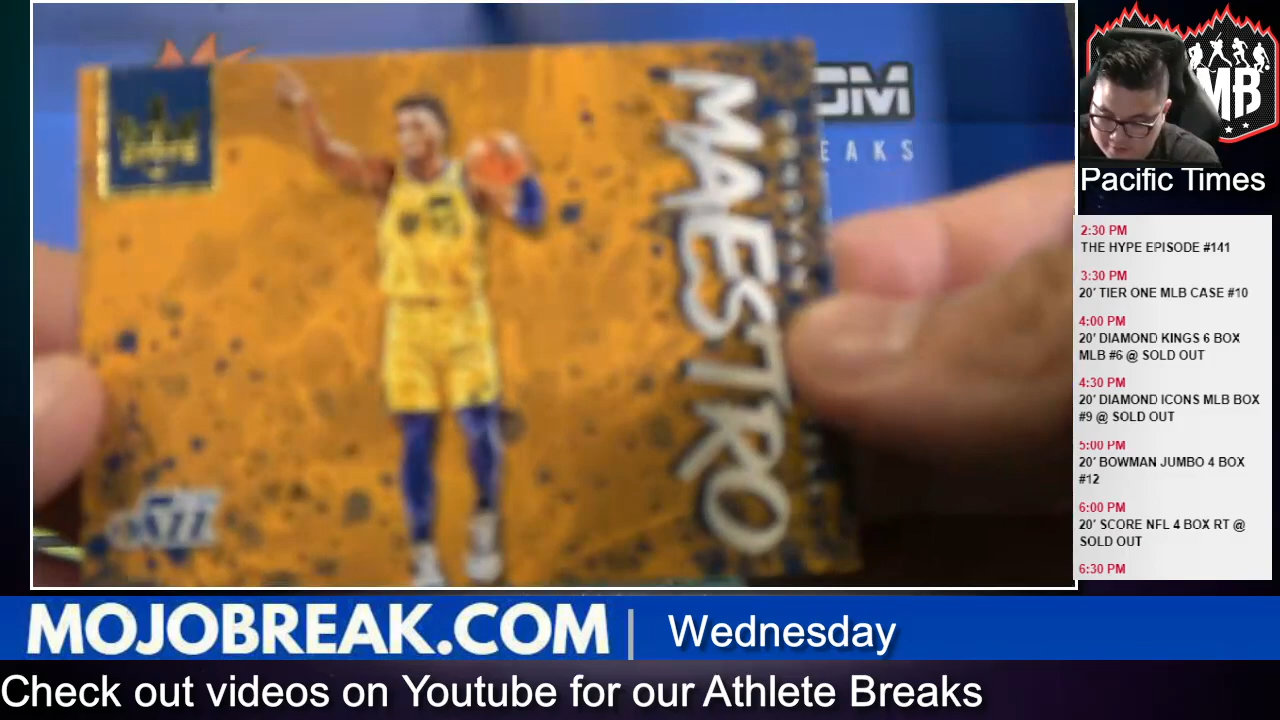 MAESTRO
JAZZ
OM
EAKS
MB
Pacific Times
2:30 PM
THE HYPE EPISODE #141
3:30 PM
20' TIER ONE MLB CASE #10
4:00 PM
20' DIAMOND KINGS 6 BOX
MLB #6 @ SOLD OUT
4:30 PM
20' DIAMOND ICONS MLB BOX
#9 @ SOLD OUT
5:00 PM
20' BOWMAN JUMBO 4 BOX
#12
6:00 PM
20' SCORE NFL 4 BOX RT @
SOLD OUT
6:30 PM
MOJOBREAK.COM | Wednesday
Check out videos on Youtube for our Athlete Breaks